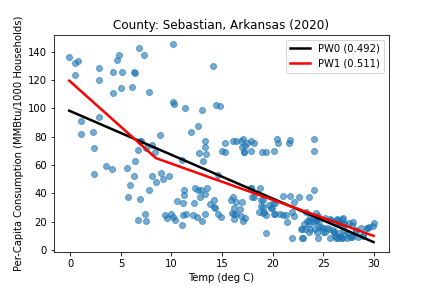 County: Sebastian, Arkansas (2020)
PW0 (0.492)
PW1 (0.511)
Per-Capita Consumption (MMBtu/1000 Households)
140
120
100
80
60
40
20
0
0 5 10 15 20 25 30
Temp (deg C)